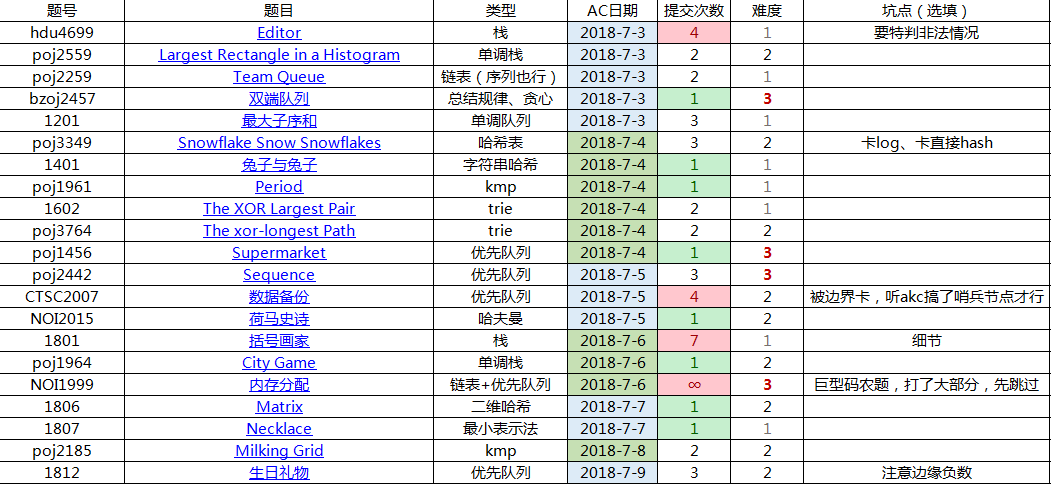 题号 题目 类型 AC日期 提交次数 难度 坑点（选填）
hdu4699 Editor 栈 2018-7-3 4 1 要特判非法情况
poj2559 Largest Rectangle in a Histogram 单调栈 2018-7-3 2 2
poj2259 Team Queue 链表（序列也行） 2018-7-3 2 1
bzoj2457 双端队列 总结规律、贪心 2018-7-3 1 3
1201 最大子序和 单调队列 2018-7-3 3 1
poj3349 Snowflake Snow Snowflakes 哈希表 2018-7-4 3 2 卡log、卡直接hash
1401 兔子与兔子 字符串哈希 2018-7-4 1 1
poj1961 Period kmp 2018-7-4 1 1
1602 The XOR Largest Pair trie 2018-7-4 2 1
poj3764 The xor-longest Path trie 2018-7-4 2 2
poj1456 Supermarket 优先队列 2018-7-4 1 3
poj2442 Sequence 优先队列 2018-7-5 3 3
CTSC2007 数据备份 优先队列 2018-7-5 4 2 被边界卡，听akc搞了哨兵节点才行
NOI2015 荷马史诗 哈夫曼 2018-7-5 1 2
1801 括号画家 栈 2018-7-6 7 1 细节
poj1964 City Game 单调栈 2018-7-6 1 2
NOI1999 内存分配 链表+优先队列 2018-7-6 ∞ 3 巨型码农题，打了大部分，先跳过
1806 Matrix 二维哈希 2018-7-7 1 2
1807 Necklace 最小表示法 2018-7-7 1 1
poj2185 Milking Grid kmp 2018-7-8 2 2
1812 生日礼物 优先队列 2018-7-9 3 2 注意边缘负数